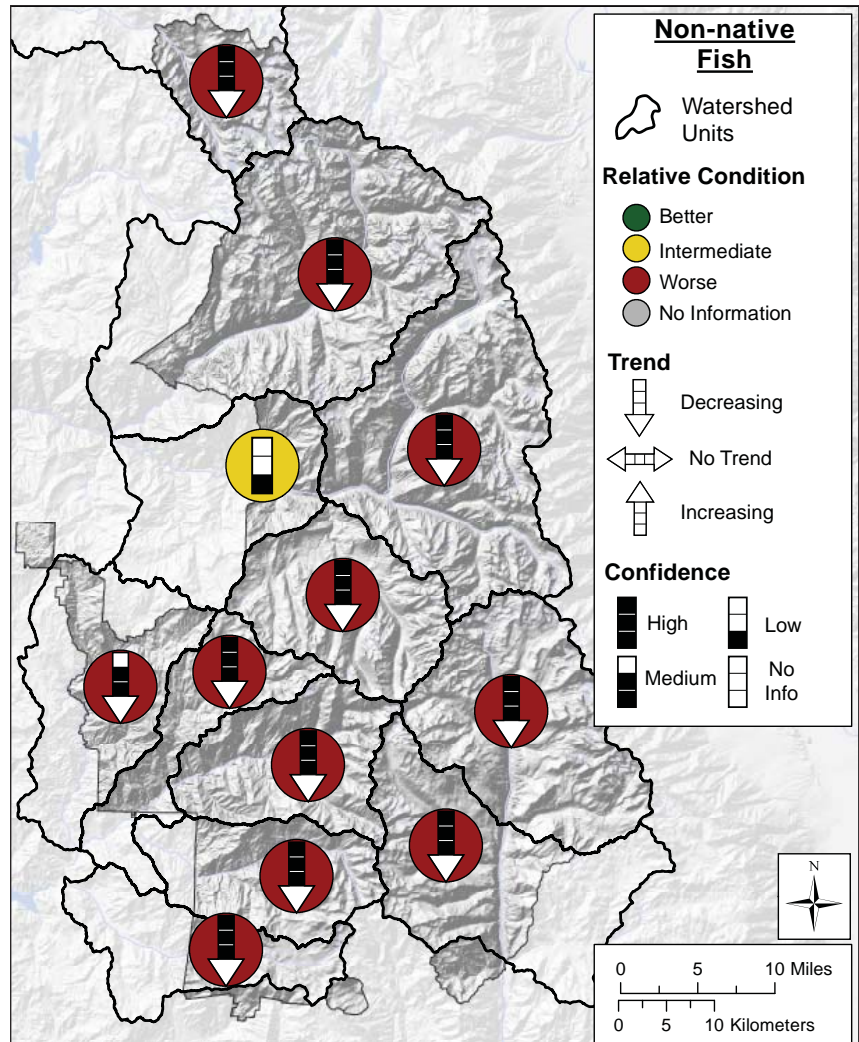 Non-native
Fish
Watershed
Units
Relative Condition
Better
Intermediate
Worse
No Information
Trend
Decreasing
No Trend
Increasing
Confidence
High
Low
Medium
No
Info
N
0 5 10 Miles
0 5 10 Kilometers